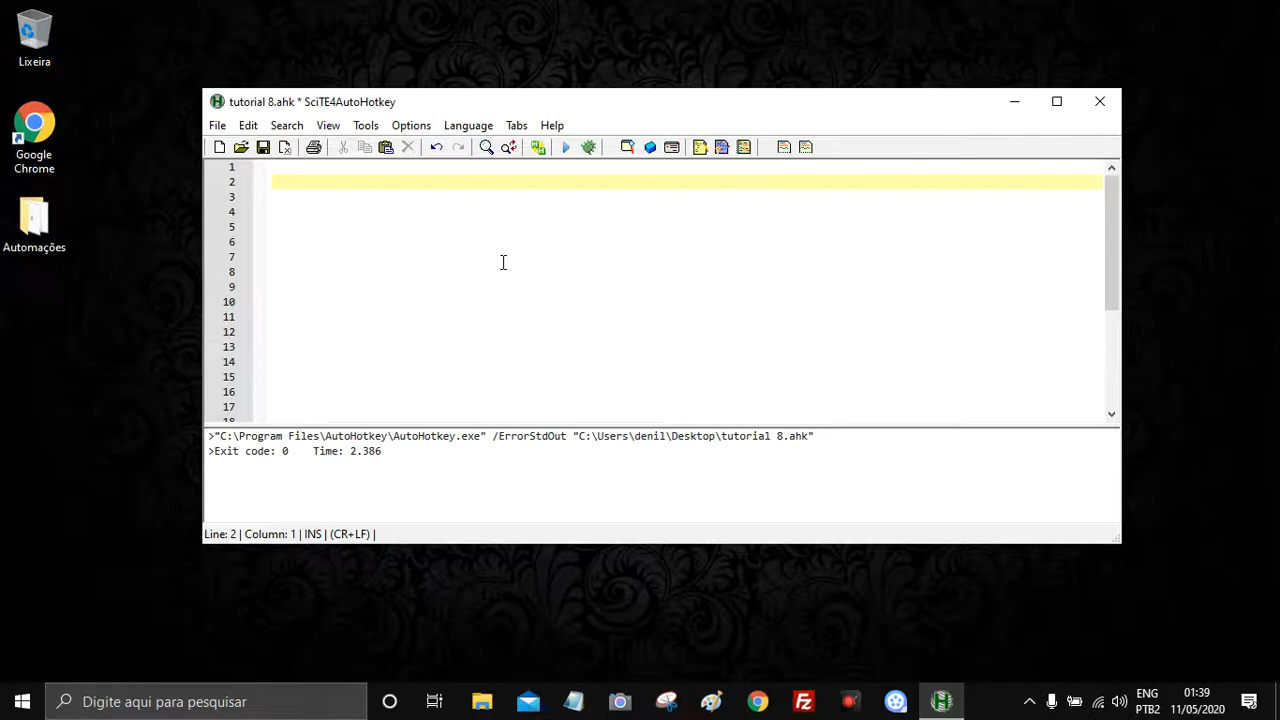 Lixeira
Google
Chrome
Automações
tutorial 8.ahk * SciTE4AutoHotkey
File Edit Search View Tools Options Language Tabs Help
1
2
3
4
5
6
7
8
9
10
11
12
13
14
15
16
17
18
>"C:\Program Files\AutoHotkey\AutoHotkey.exe" /ErrorStdOut "C:\Users\denil\Desktop\tutorial 8.ahk"
>Exit code: 0    Time: 2.386
Line: 2 | Column: 1 | INS | (CR+LF) |
Digite aqui para pesquisar
ENG
PTB2
01:39
11/05/2020